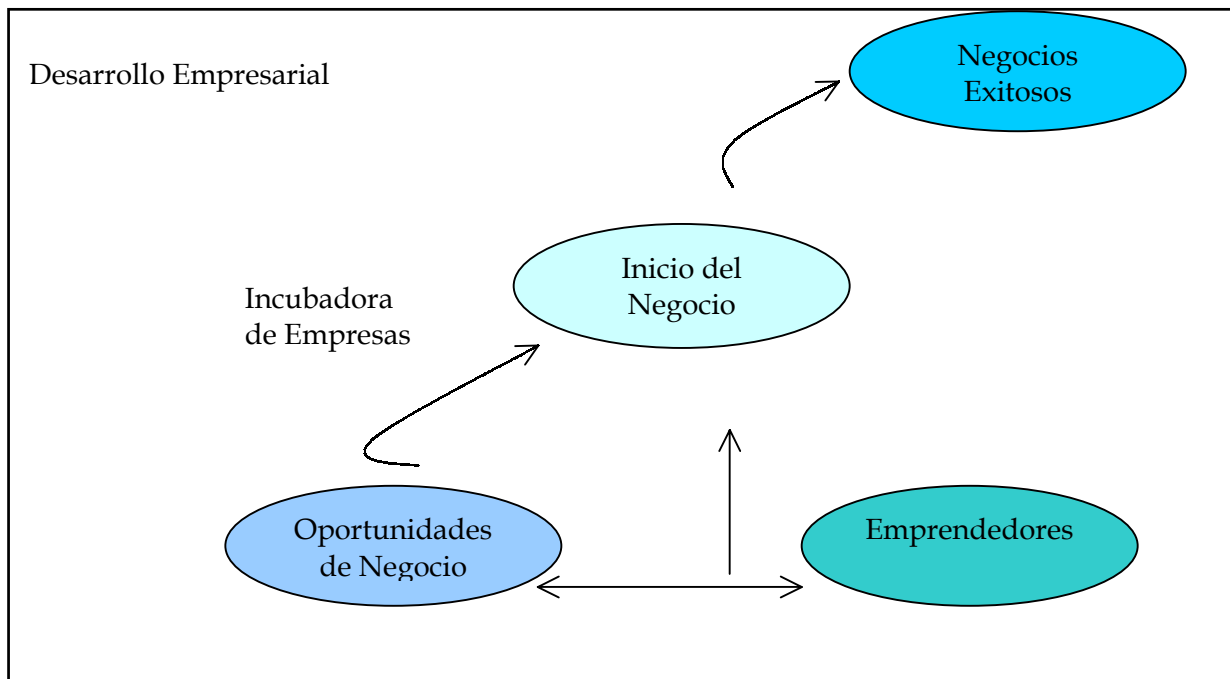 Desarrollo Empresarial
Negocios
Exitosos
Inicio del
Negocio
Incubadora
de Empresas
Oportunidades
de Negocio
Emprendedores